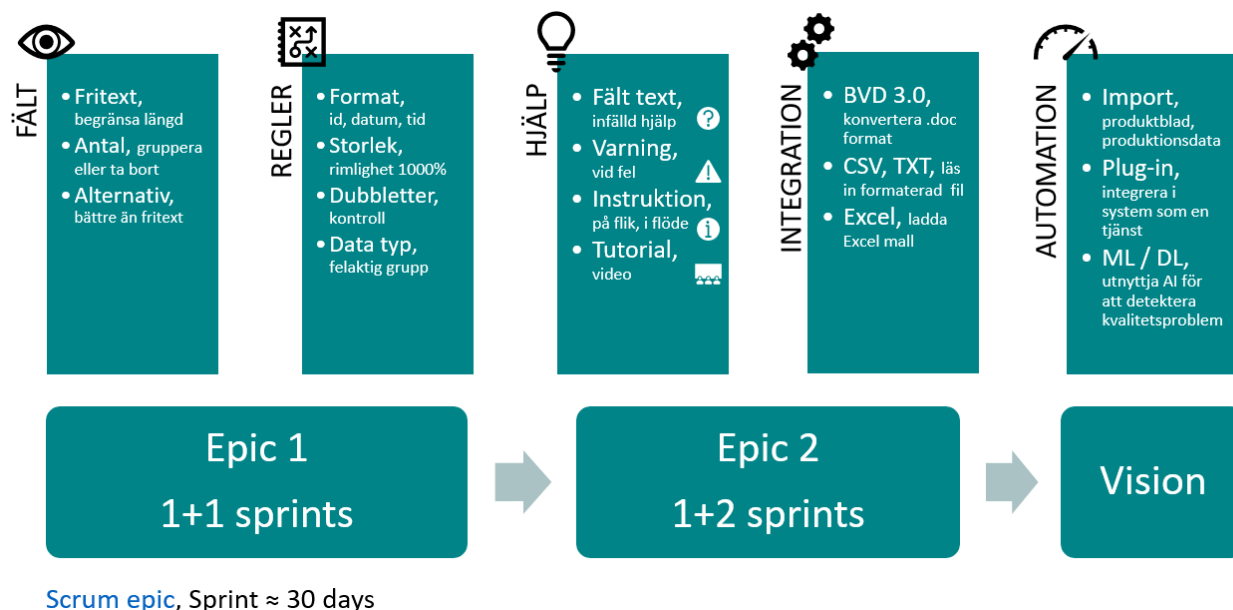 FÄLT
• Fritext,
begränsa längd
• Antal, gruppera
eller ta bort
• Alternativ,
bättre än fritext
REGLER
• Format,
id, datum, tid
• Storlek,
rimlighet 1000%
• Dubbletter,
kontroll
• Data typ,
felaktig grupp
HJÄLP
• Fält text,
infälld hjälp
?
• Varning,
vid fel
!
• Instruktion,
på flik, i flöde
i
• Tutorial,
video
INTEGRATION
• BVD 3.0,
konvertera .doc
format
• CSV, TXT, läs
in formaterad fil
• Excel, ladda
Excel mall
AUTOMATION
• Import,
produktblad,
produktionsdata
• Plug-in,
integrera i
system som en
tjänst
• ML / DL,
utnyttja AI för
att detektera
kvalitetsproblem
Epic 1
1+1 sprints
Epic 2
1+2 sprints
Vision
Scrum epic, Sprint ≈ 30 days